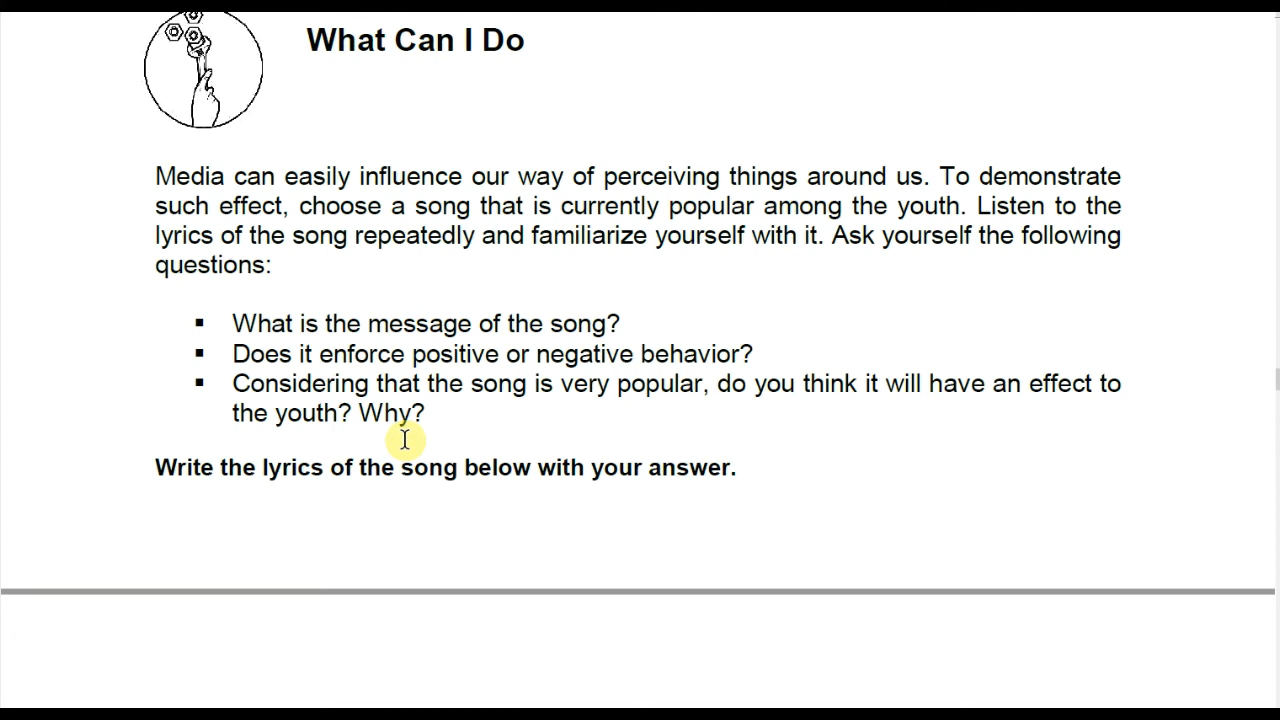 What Can I Do
Media can easily influence our way of perceiving things around us. To demonstrate
such effect, choose a song that is currently popular among the youth. Listen to the
lyrics of the song repeatedly and familiarize yourself with it. Ask yourself the following
questions:
▪ What is the message of the song?
▪ Does it enforce positive or negative behavior?
▪ Considering that the song is very popular, do you think it will have an effect to
the youth? Why?
Write the lyrics of the song below with your answer.